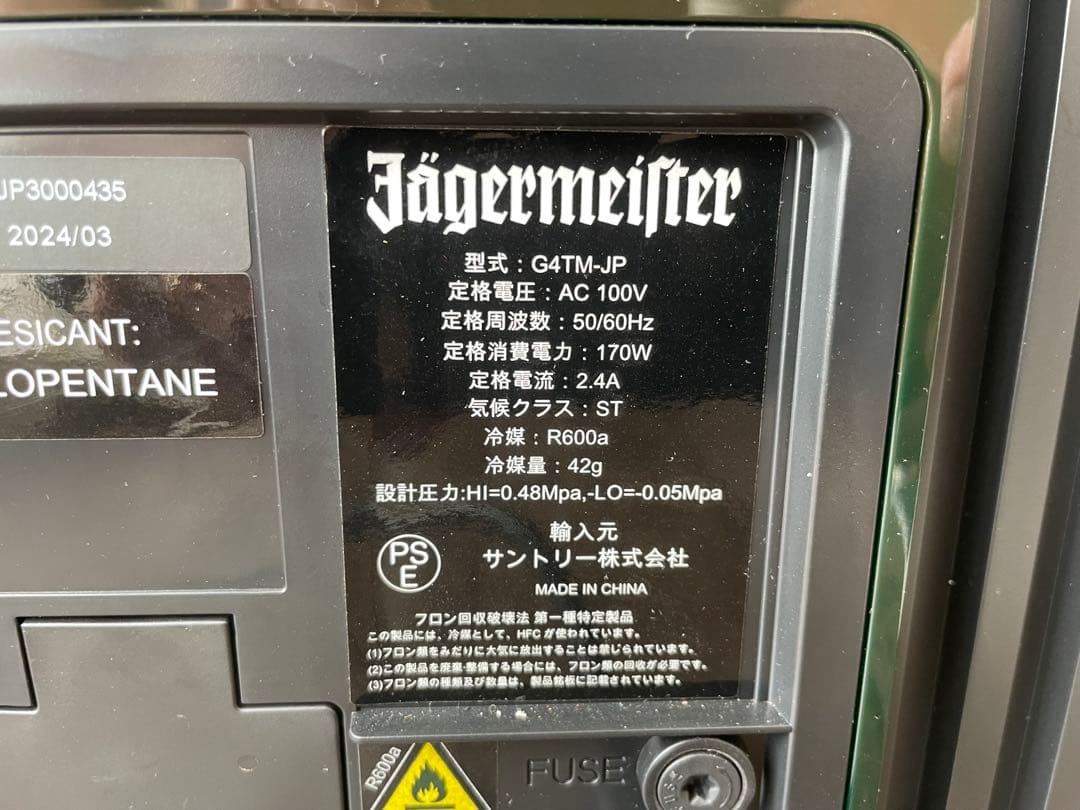 JP3000435
2024/03
ESICANT:
LOPENTANE
Jägermeister
型式：G4TM-JP
定格電圧：AC 100V
定格周波数：50/60Hz
定格消費電力：170W
定格電流：2.4A
気候クラス：ST
冷媒：R600a
冷媒量：42g
設計圧力:HI=0.48Mpa,-LO=-0.05Mpa
輸入元
サントリー株式会社
PS
E
MADE IN CHINA
フロン回収破壊法 第一種特定製品
この製品には、冷媒として、HFCが使われています。
(1)フロン類をみだりに大気に放出することは禁じられています。
(2)この製品を廃棄·整備する場合には、フロン類の回収が必要です。
(3)フロン類の種類及び数量は、製品銘板に記載されています。
R600a
FUSE